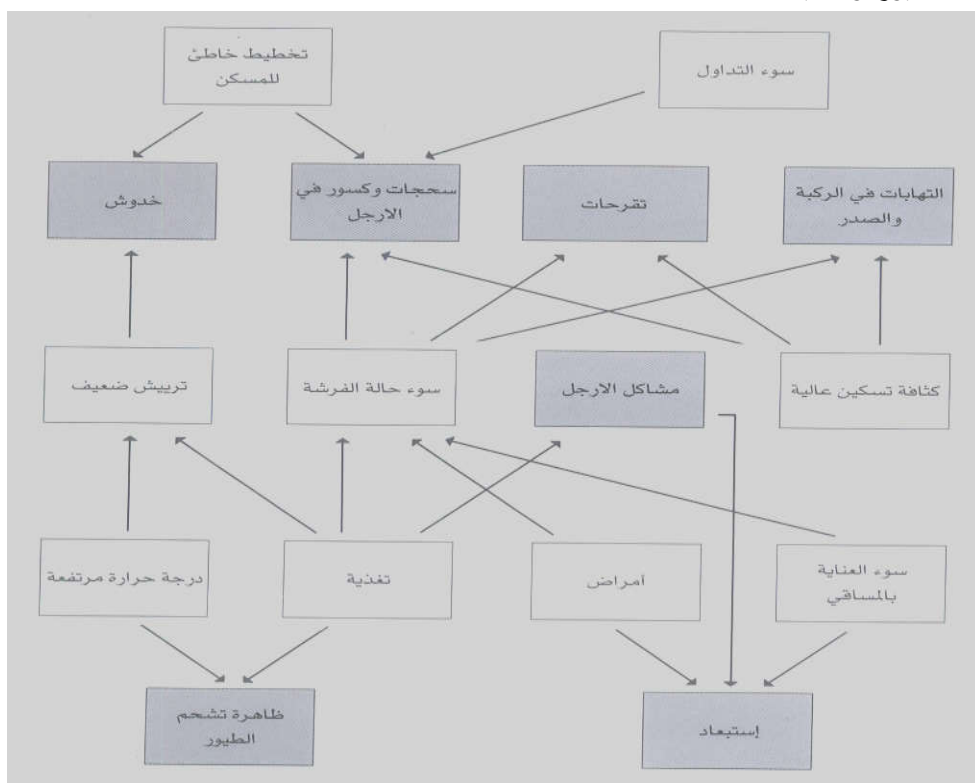 تخطيط خاطئ
للمسكن
سوء التداول
التهابات في الركبة
والصدر
تقرحات
سحجات وكسور في
الارجل
خدوش
كثافة تسكين عالية
مشاكل الارجل
سوء حالة الفرشة
ترييش ضعيف
سوء العناية
بالمساقي
أمراض
تغذية
درجة حرارة مرتفعة
إستبعاد
ظاهرة تشحم
الطيور